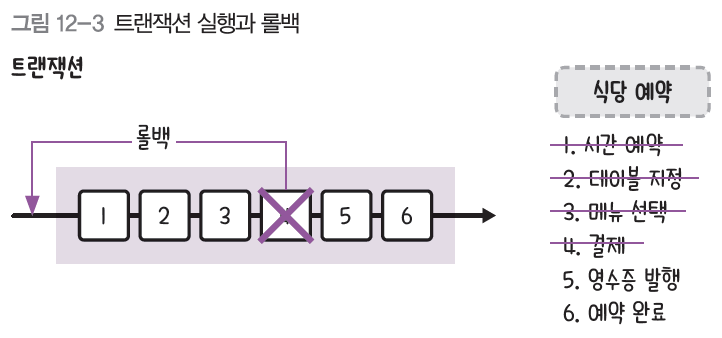 그림 12-3 트랜잭션 실행과 롤백
트랜잭션
롤백
1 2 3 4 5 6
식당 예약
1. 시간 예약
2. 테이블 지정
3. 메뉴 선택
4. 결제
5. 영수증 발행
6. 예약 완료